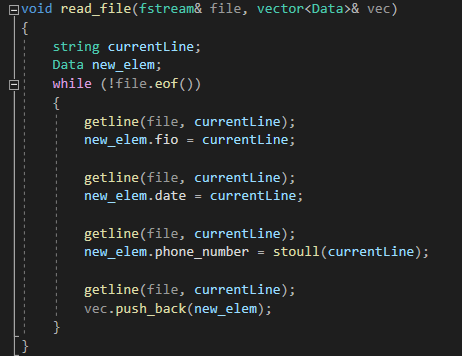 void read_file(fstream& file, vector<Data>& vec)
{
string currentLine;
Data new_elem;
while (!file.eof())
{
getline(file, currentLine);
new_elem.fio = currentLine;
getline(file, currentLine);
new_elem.date = currentLine;
getline(file, currentLine);
new_elem.phone_number = stoull(currentLine);
getline(file, currentLine);
vec.push_back(new_elem);
}
}